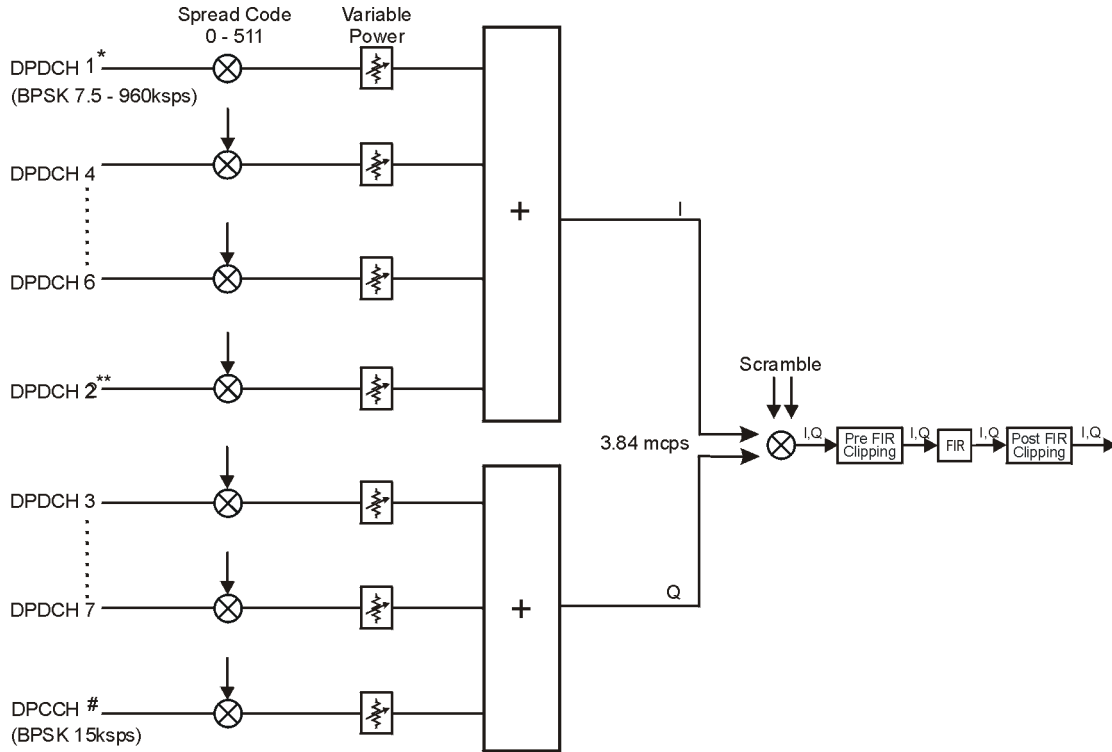 Spread Code
0 - 511
Variable
Power
DPDCH 1*
(BPSK 7.5 - 960ksps)
DPDCH 4
DPDCH 6
DPDCH 2**
+
I
Scramble
3.84 mcps
I,Q
Pre FIR
Clipping
I,Q
FIR
I,Q
Post FIR
Clipping
I,Q
DPDCH 3
DPDCH 7
+
Q
DPCCH #
(BPSK 15ksps)